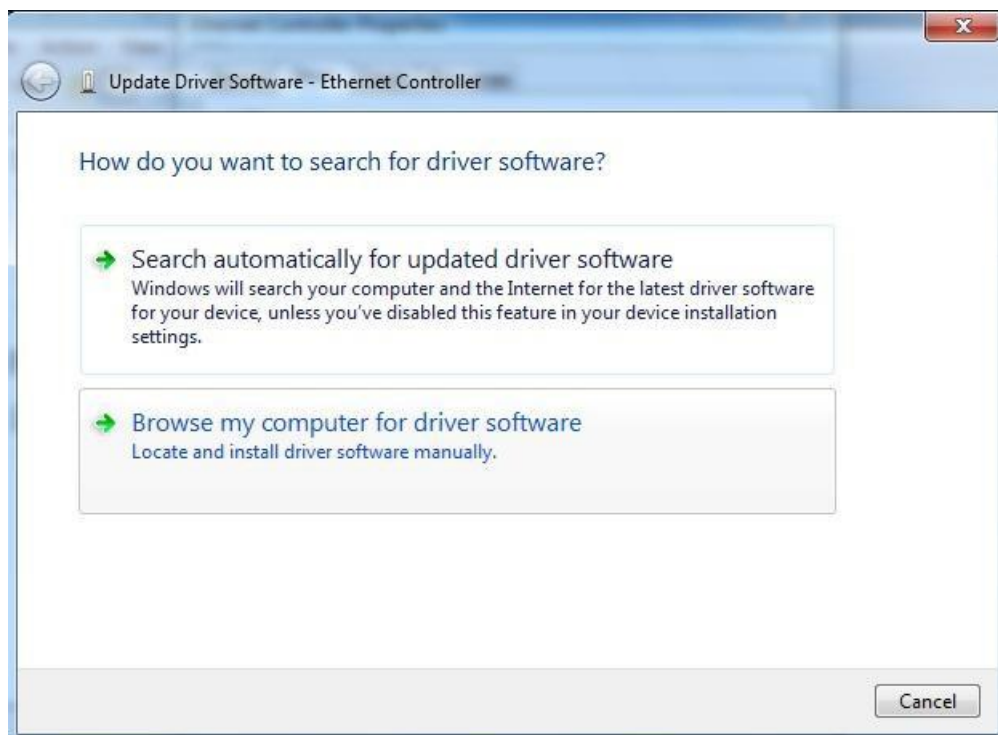 Update Driver Software - Ethernet Controller
How do you want to search for driver software?
Search automatically for updated driver software
Windows will search your computer and the Internet for the latest driver software
for your device, unless you've disabled this feature in your device installation
settings.
Browse my computer for driver software
Locate and install driver software manually.
Cancel